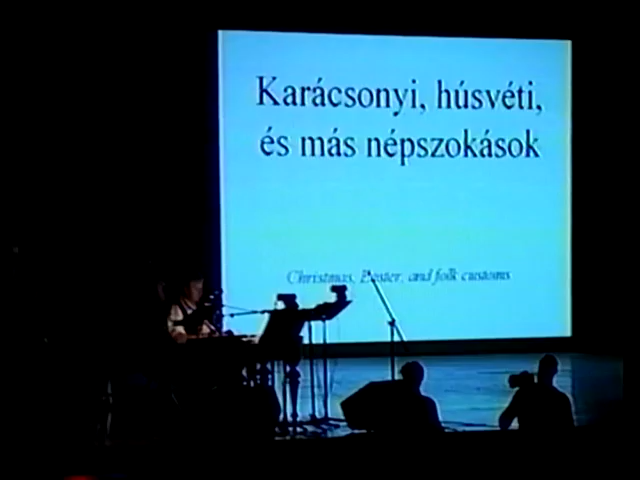 Karácsonyi, húsvéti,
és más népszokások
Christmas, Easter, and folk customs